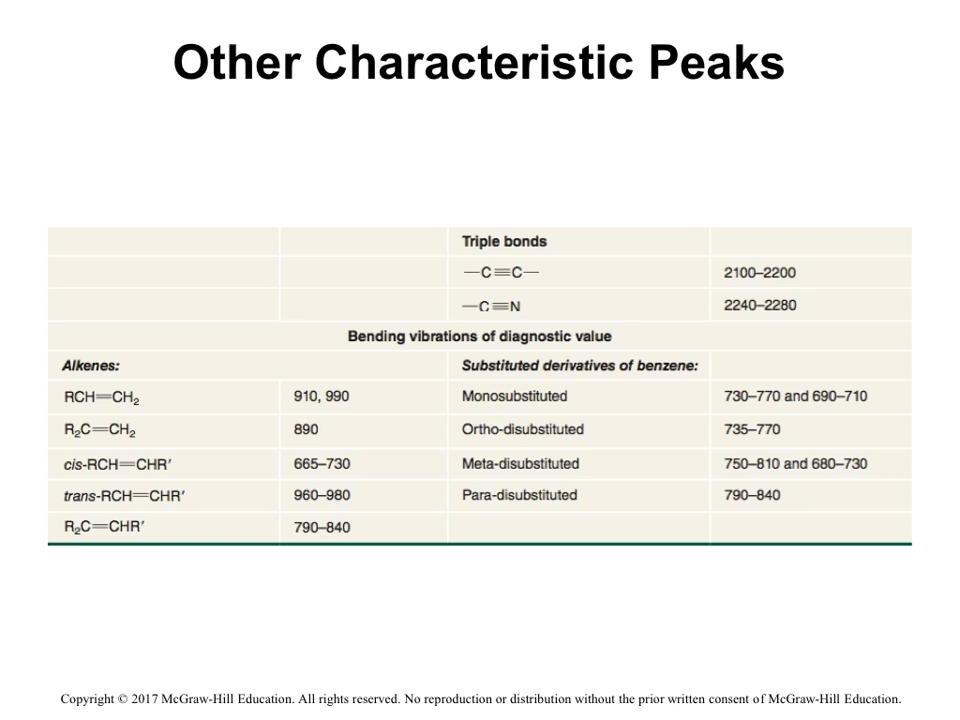 Other Characteristic Peaks
Triple bonds
—C≡C— 2100–2200
—C≡N 2240–2280
Bending vibrations of diagnostic value
Alkenes: Substituted derivatives of benzene:
RCH=CH₂ 910, 990 Monosubstituted 730–770 and 690–710
R₂C=CH₂ 890 Ortho-disubstituted 735–770
cis-RCH=CHR′ 665–730 Meta-disubstituted 750–810 and 680–730
trans-RCH=CHR′ 960–980 Para-disubstituted 790–840
R₂C=CHR′ 790–840
Copyright © 2017 McGraw-Hill Education. All rights reserved. No reproduction or distribution without the prior written consent of McGraw-Hill Education.